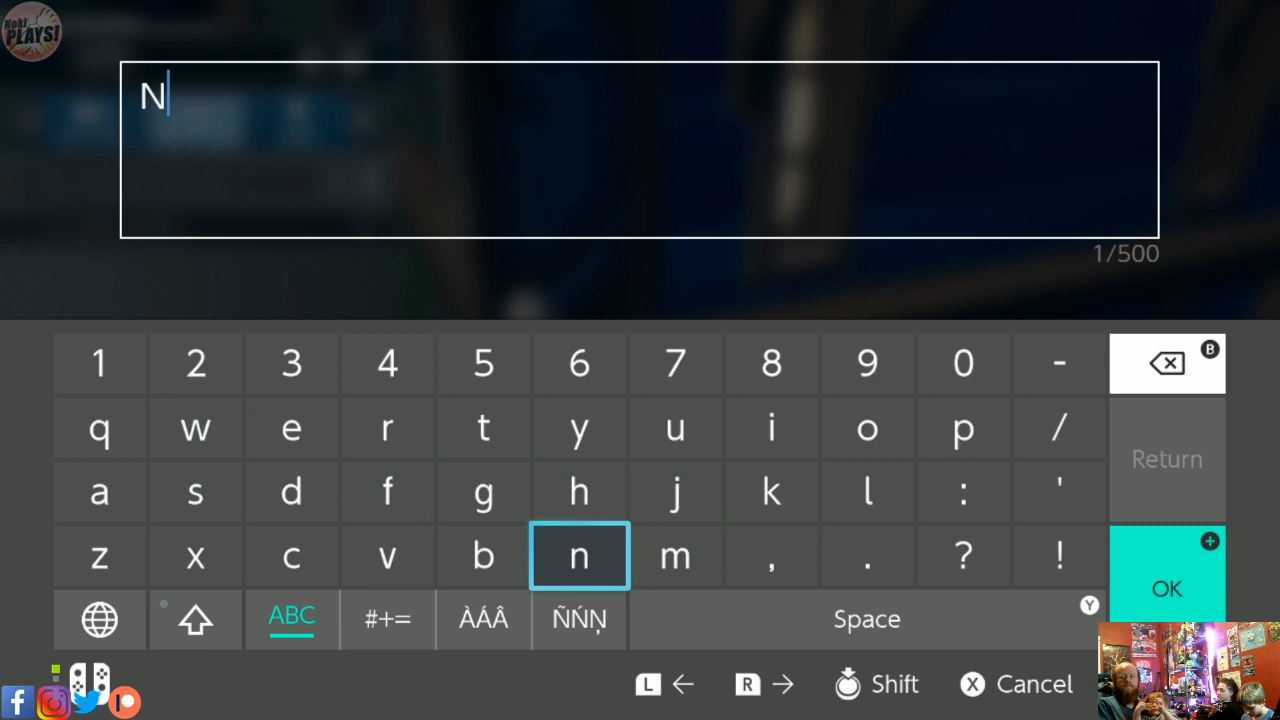 Noki
PLAYS!
N
1/500
1 2 3 4 5 6 7 8 9 0 - B
q w e r t y u i o p / Return
a s d f g h j k l : '
z x c v b n m , . ? ! + OK
ABC #+= ÀÁÂ ÑŃŅ Space Y
L ← R → Shift X Cancel